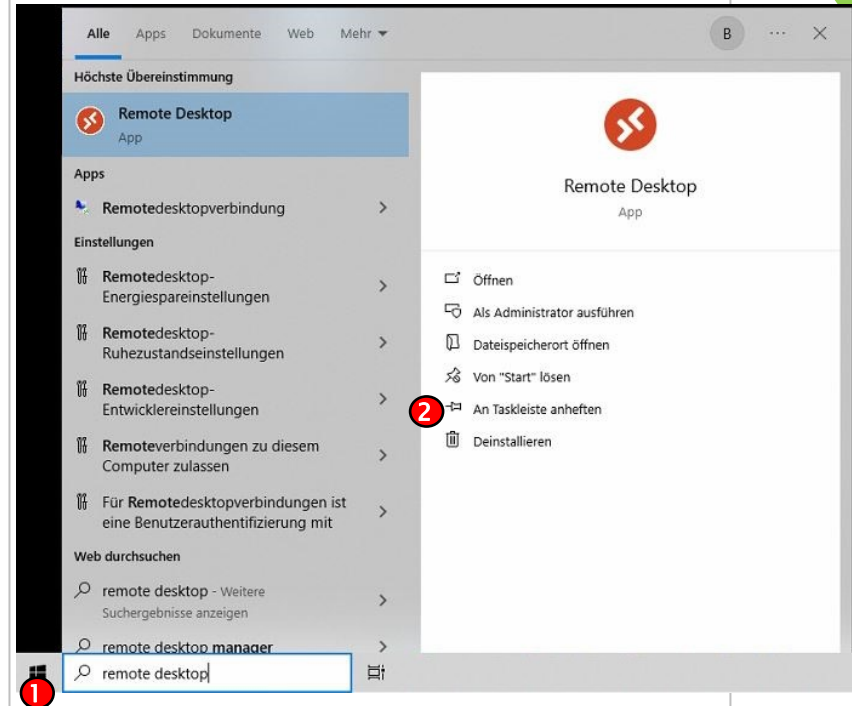 Alle Apps Dokumente Web Mehr B ...
Höchste Übereinstimmung
Remote Desktop
App
Apps
Remotedesktopverbindung
Einstellungen
Remotedesktop-
Energiespareinstellungen
Remotedesktop-
Ruhezustandseinstellungen
Remotedesktop-
Entwicklereinstellungen
Remoteverbindungen zu diesem
Computer zulassen
Für Remotedesktopverbindungen ist
eine Benutzerauthentifizierung mit
Web durchsuchen
remote desktop - Weitere
Suchergebnisse anzeigen
remote desktop manager
remote desktop
1
Remote Desktop
App
Öffnen
Als Administrator ausführen
Dateispeicherort öffnen
Von "Start" lösen
2 An Taskleiste anheften
Deinstallieren